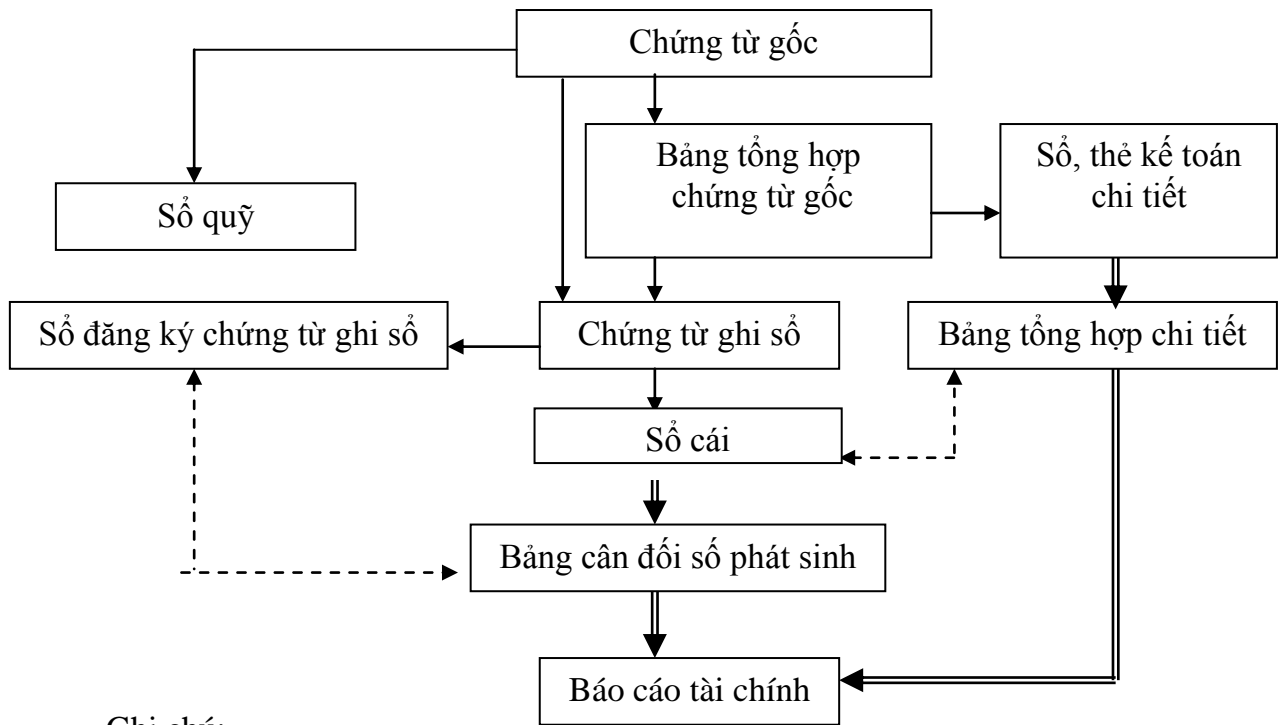 Chứng từ gốc
Bảng tổng hợp
chứng từ gốc
Sổ, thẻ kế toán
chi tiết
Sổ quỹ
Sổ đăng ký chứng từ ghi sổ
Chứng từ ghi sổ
Bảng tổng hợp chi tiết
Sổ cái
Bảng cân đối số phát sinh
Báo cáo tài chính
Ghi chú: